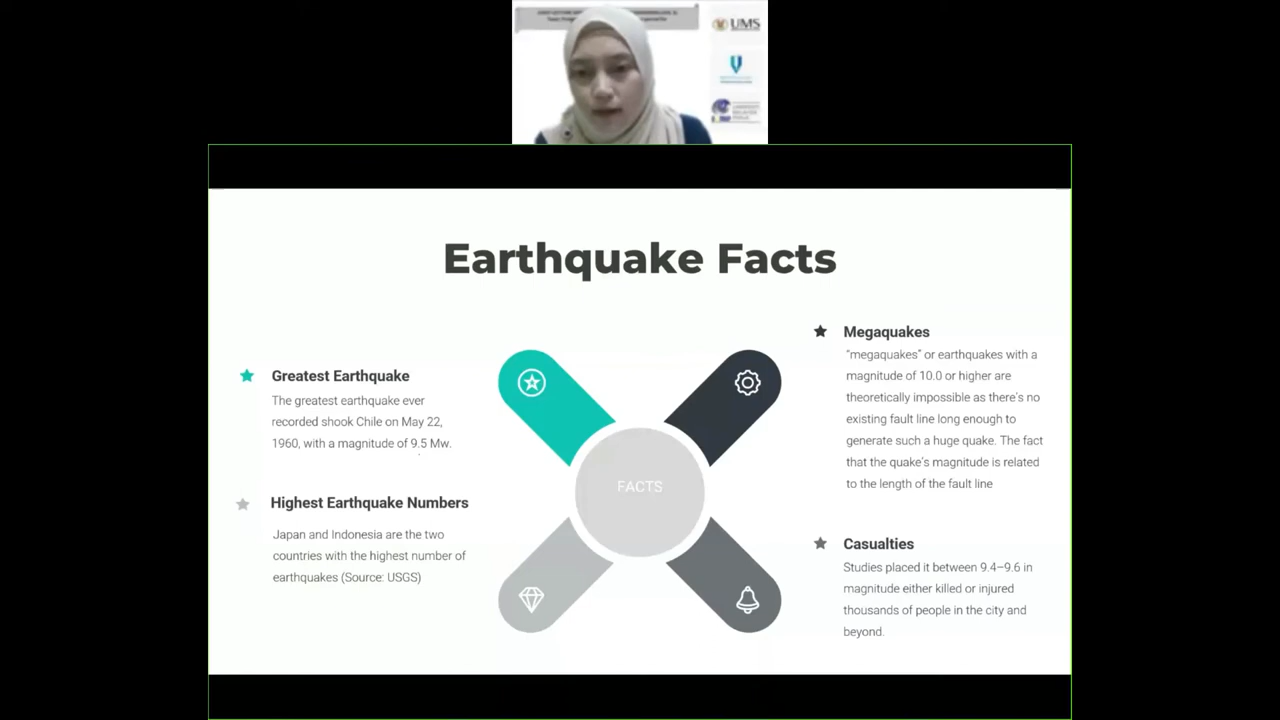 UMS
Earthquake Facts
Greatest Earthquake
The greatest earthquake ever
recorded shook Chile on May 22,
1960, with a magnitude of 9.5 Mw.
Highest Earthquake Numbers
Japan and Indonesia are the two
countries with the highest number of
earthquakes (Source: USGS)
FACTS
Megaquakes
“megaquakes” or earthquakes with a
magnitude of 10.0 or higher are
theoretically impossible as there's no
existing fault line long enough to
generate such a huge quake. The fact
that the quake's magnitude is related
to the length of the fault line
Casualties
Studies placed it between 9.4–9.6 in
magnitude either killed or injured
thousands of people in the city and
beyond.